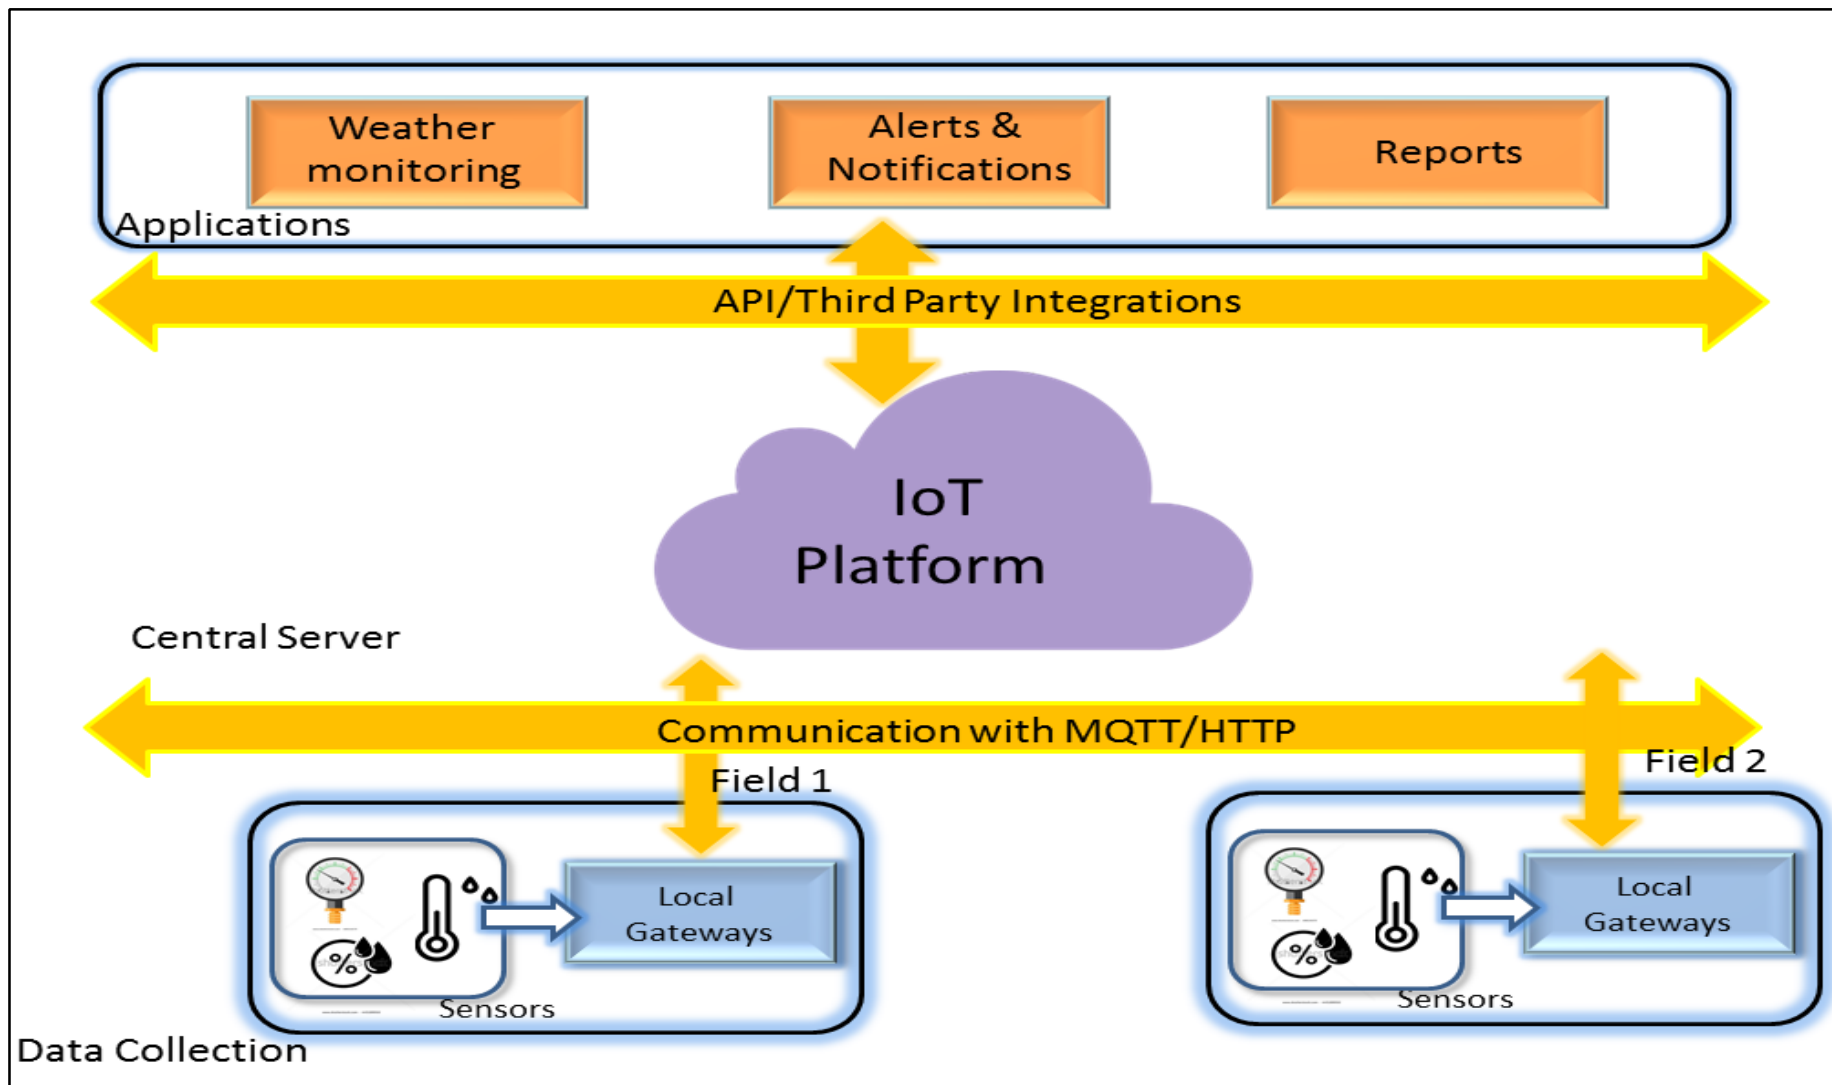 Weather
monitoring
Alerts &
Notifications
Reports
Applications
API/Third Party Integrations
IoT
Platform
Central Server
Communication with MQTT/HTTP
Field 1
Field 2
Local
Gateways
Sensors
Local
Gateways
Sensors
Data Collection